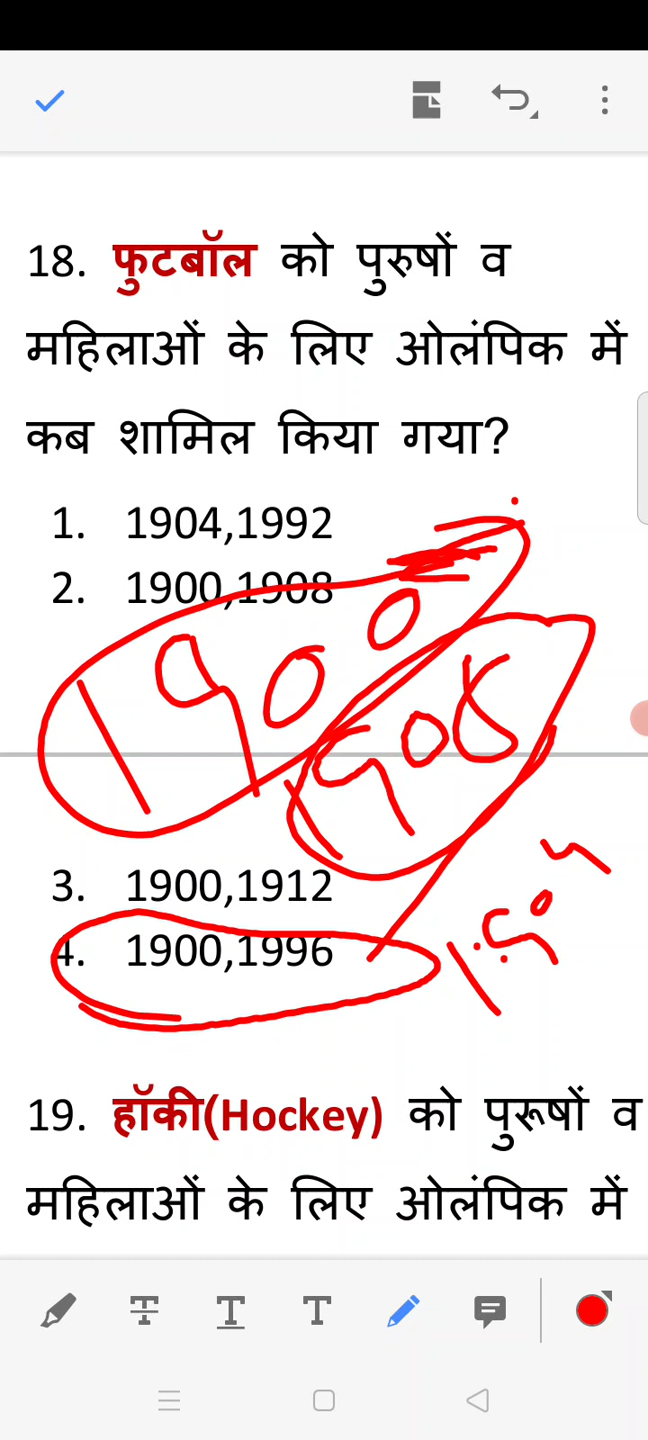 18. फुटबॉल को पुरुषों व
महिलाओं के लिए ओलंपिक में
कब शामिल किया गया?
1. 1904,1992
2. 1900,1908
1900
1908
3. 1900,1912
4. 1900,1996
19. हॉकी(Hockey) को पुरूषों व
महिलाओं के लिए ओलंपिक में
T T T